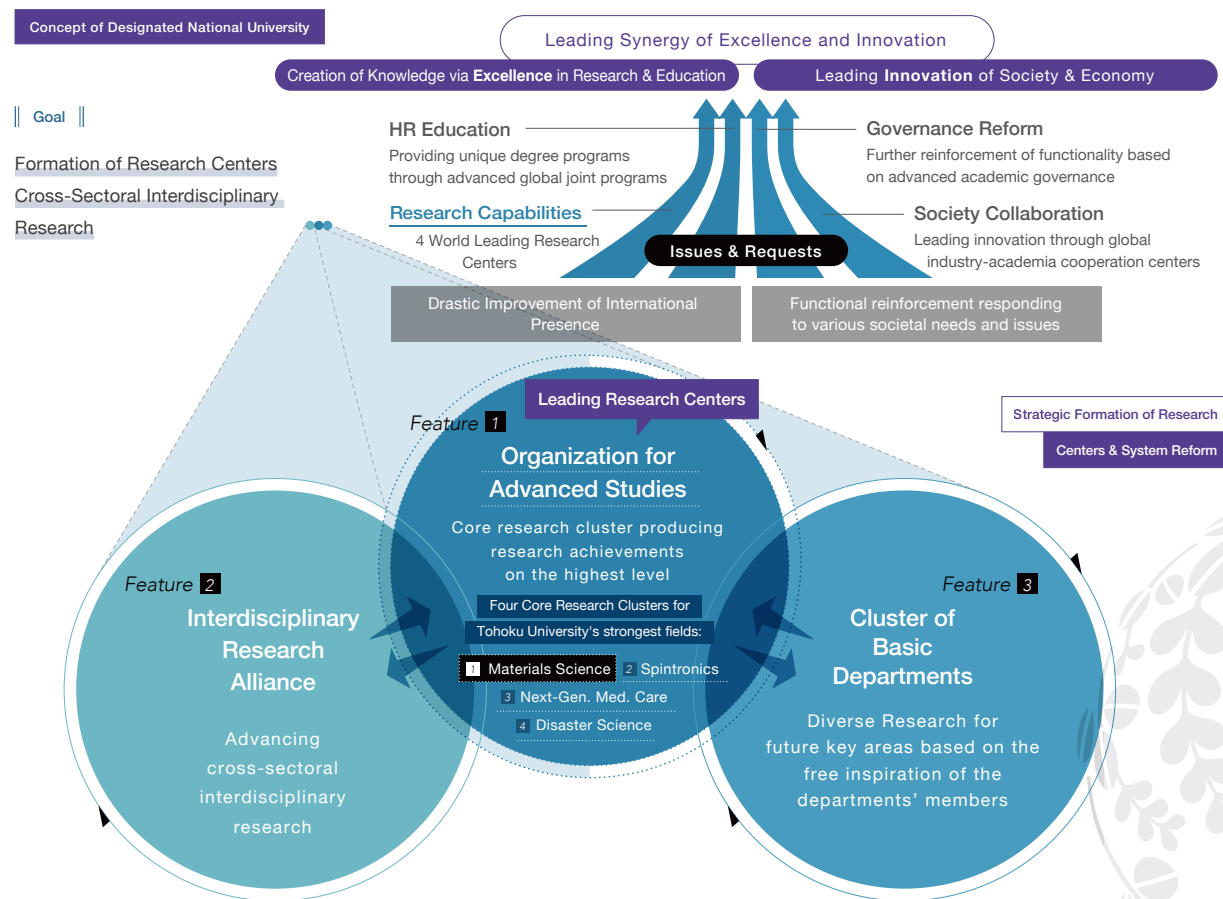 Concept of Designated National University
Leading Synergy of Excellence and Innovation
Creation of Knowledge via Excellence in Research & Education
Leading Innovation of Society & Economy
Goal
Formation of Research Centers
Cross-Sectoral Interdisciplinary
Research
HR Education
Providing unique degree programs
through advanced global joint programs
Research Capabilities
4 World Leading Research
Centers
Governance Reform
Further reinforcement of functionality based
on advanced academic governance
Society Collaboration
Leading innovation through global
industry-academia cooperation centers
Issues & Requests
Drastic Improvement of International
Presence
Functional reinforcement responding
to various societal needs and issues
Leading Research Centers
Strategic Formation of Research
Centers & System Reform
Feature 1
Organization for
Advanced Studies
Core research cluster producing
research achievements
on the highest level
Four Core Research Clusters for
Tohoku University's strongest fields:
1 Materials Science
2 Spintronics
3 Next-Gen. Med. Care
4 Disaster Science
Feature 2
Interdisciplinary
Research
Alliance
Advancing
cross-sectoral
interdisciplinary
research
Feature 3
Cluster of
Basic
Departments
Diverse Research for
future key areas based on the
free inspiration of the
departments’ members